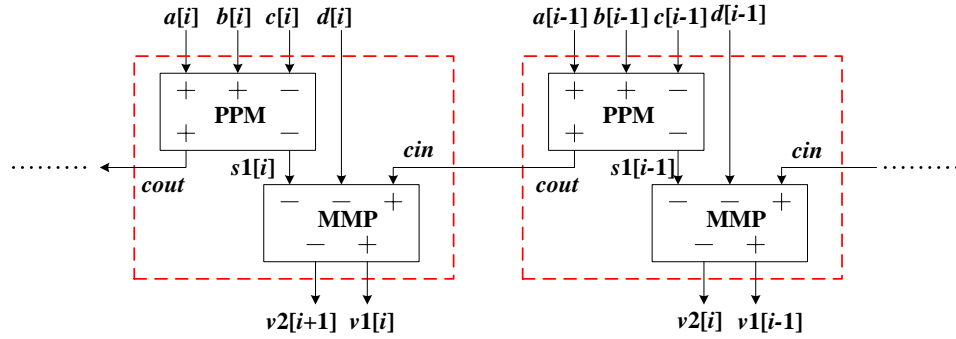 a[i] b[i] c[i] d[i] a[i-1] b[i-1] c[i-1] d[i-1]
+ + − + + −
PPM PPM
+ − + −
cin cin
cout s1[i] cout s1[i-1]
− − + − − +
MMP MMP
− + − +
v2[i+1] v1[i] v2[i] v1[i-1]